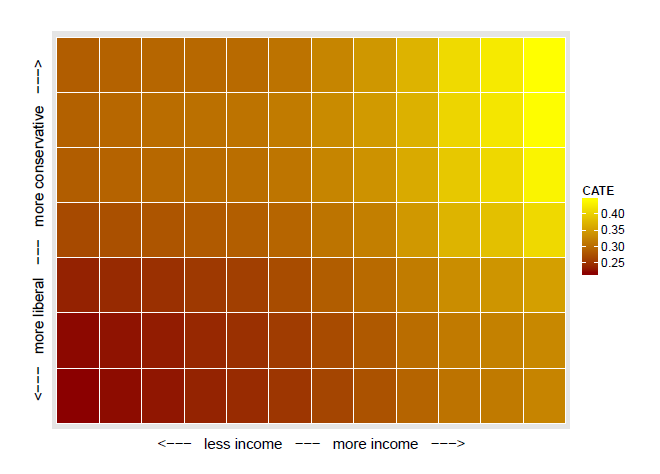 <--- more liberal --- more conservative --->
CATE
0.40
0.35
0.30
0.25
<--- less income --- more income --->